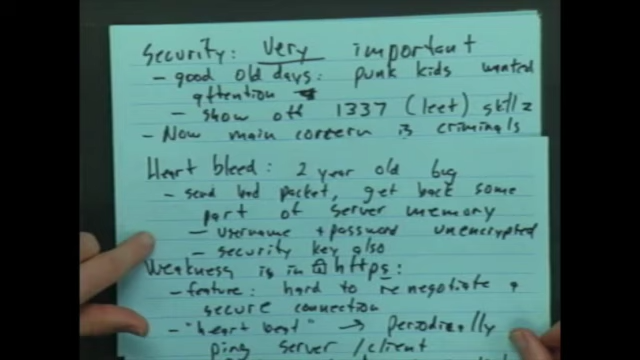 Security: Very important
- good old days: punk kids wanted
attention
- show off 1337 (leet) skillz
- Now main concern is criminals
Heart bleed: 2 year old bug
- send bad packet, get back some
part of server memory
- username + password unencrypted
- security key also
Weakness is in https:
- feature: hard to renegotiate a
secure connection
- "heart beat" → periodically
ping server / client